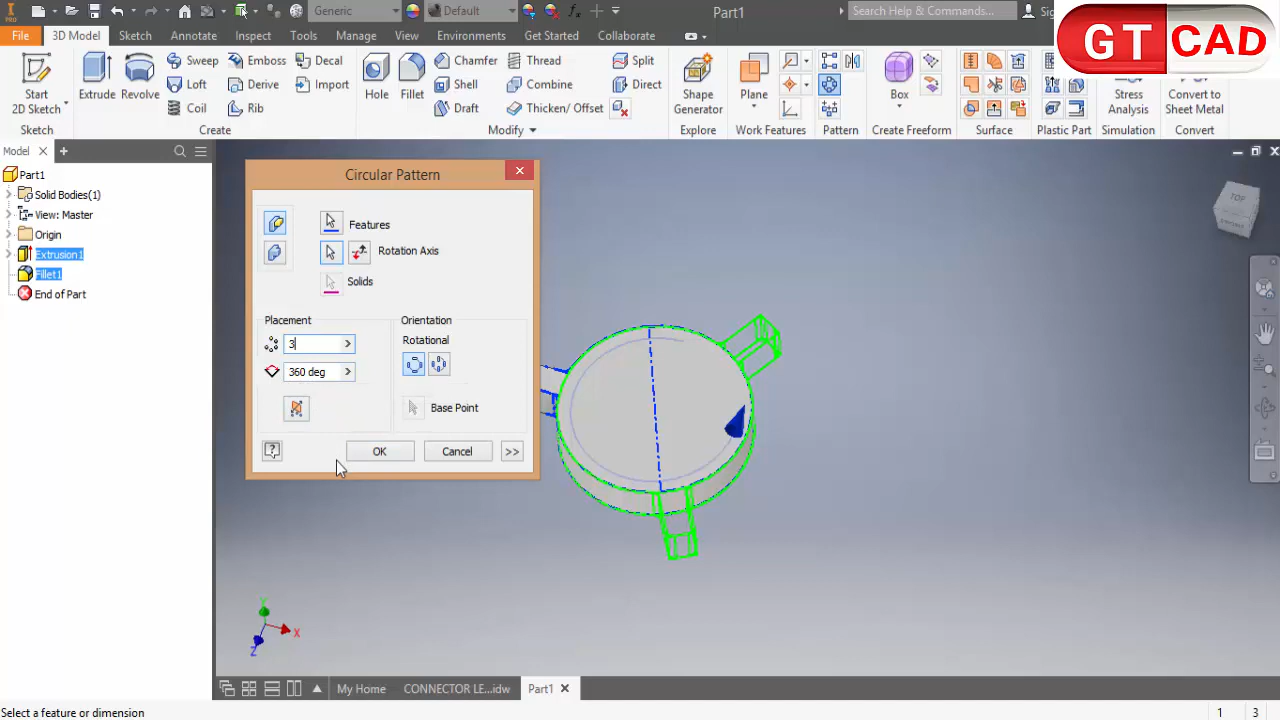 Generic
Default
Part1
Search Help & Commands...
GT CAD
File
3D Model
Sketch
Annotate
Inspect
Tools
Manage
View
Environments
Get Started
Collaborate
Start
2D Sketch
Extrude
Revolve
Sweep
Loft
Coil
Emboss
Derive
Rib
Decal
Import
Hole
Fillet
Chamfer
Shell
Draft
Thread
Combine
Thicken/ Offset
Split
Direct
Shape
Generator
Plane
Box
Stress
Analysis
Convert to
Sheet Metal
Sketch
Create
Modify
Explore
Work Features
Pattern
Create Freeform
Surface
Plastic Part
Simulation
Convert
Model
Part1
Solid Bodies(1)
View: Master
Origin
Extrusion1
Fillet1
End of Part
Circular Pattern
Features
Rotation Axis
Solids
Placement
3
360 deg
Orientation
Rotational
Base Point
OK
Cancel
>>
TOP
Y
X
Z
My Home
CONNECTOR LE...idw
Part1
Select a feature or dimension
1
3